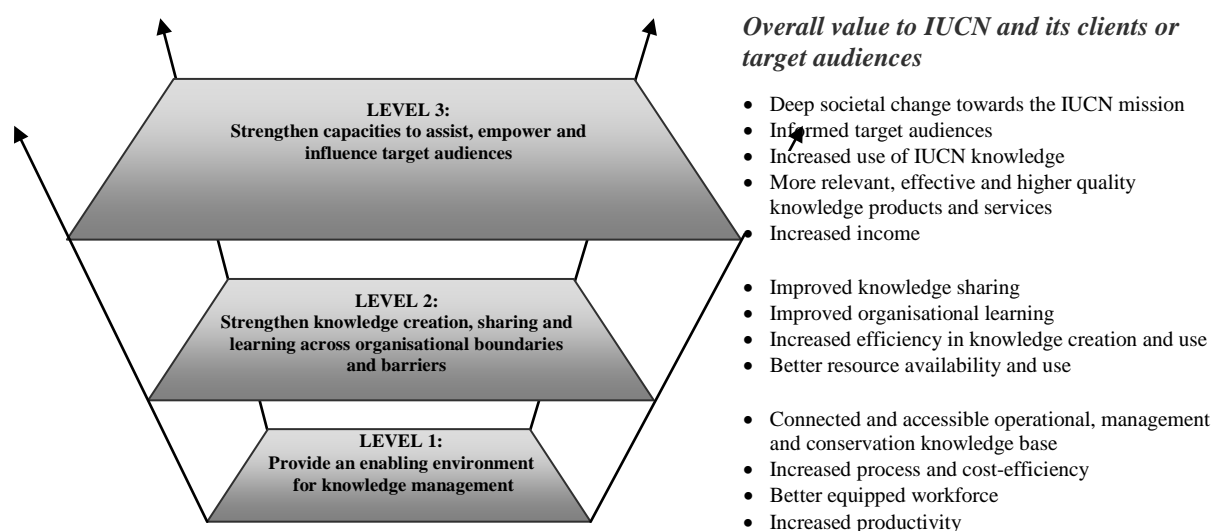 LEVEL 3:
Strengthen capacities to assist, empower and
influence target audiences
LEVEL 2:
Strengthen knowledge creation, sharing and
learning across organisational boundaries
and barriers
LEVEL 1:
Provide an enabling environment
for knowledge management
Overall value to IUCN and its clients or
target audiences
• Deep societal change towards the IUCN mission
• Informed target audiences
• Increased use of IUCN knowledge
• More relevant, effective and higher quality
knowledge products and services
• Increased income
• Improved knowledge sharing
• Improved organisational learning
• Increased efficiency in knowledge creation and use
• Better resource availability and use
• Connected and accessible operational, management
and conservation knowledge base
• Increased process and cost-efficiency
• Better equipped workforce
• Increased productivity